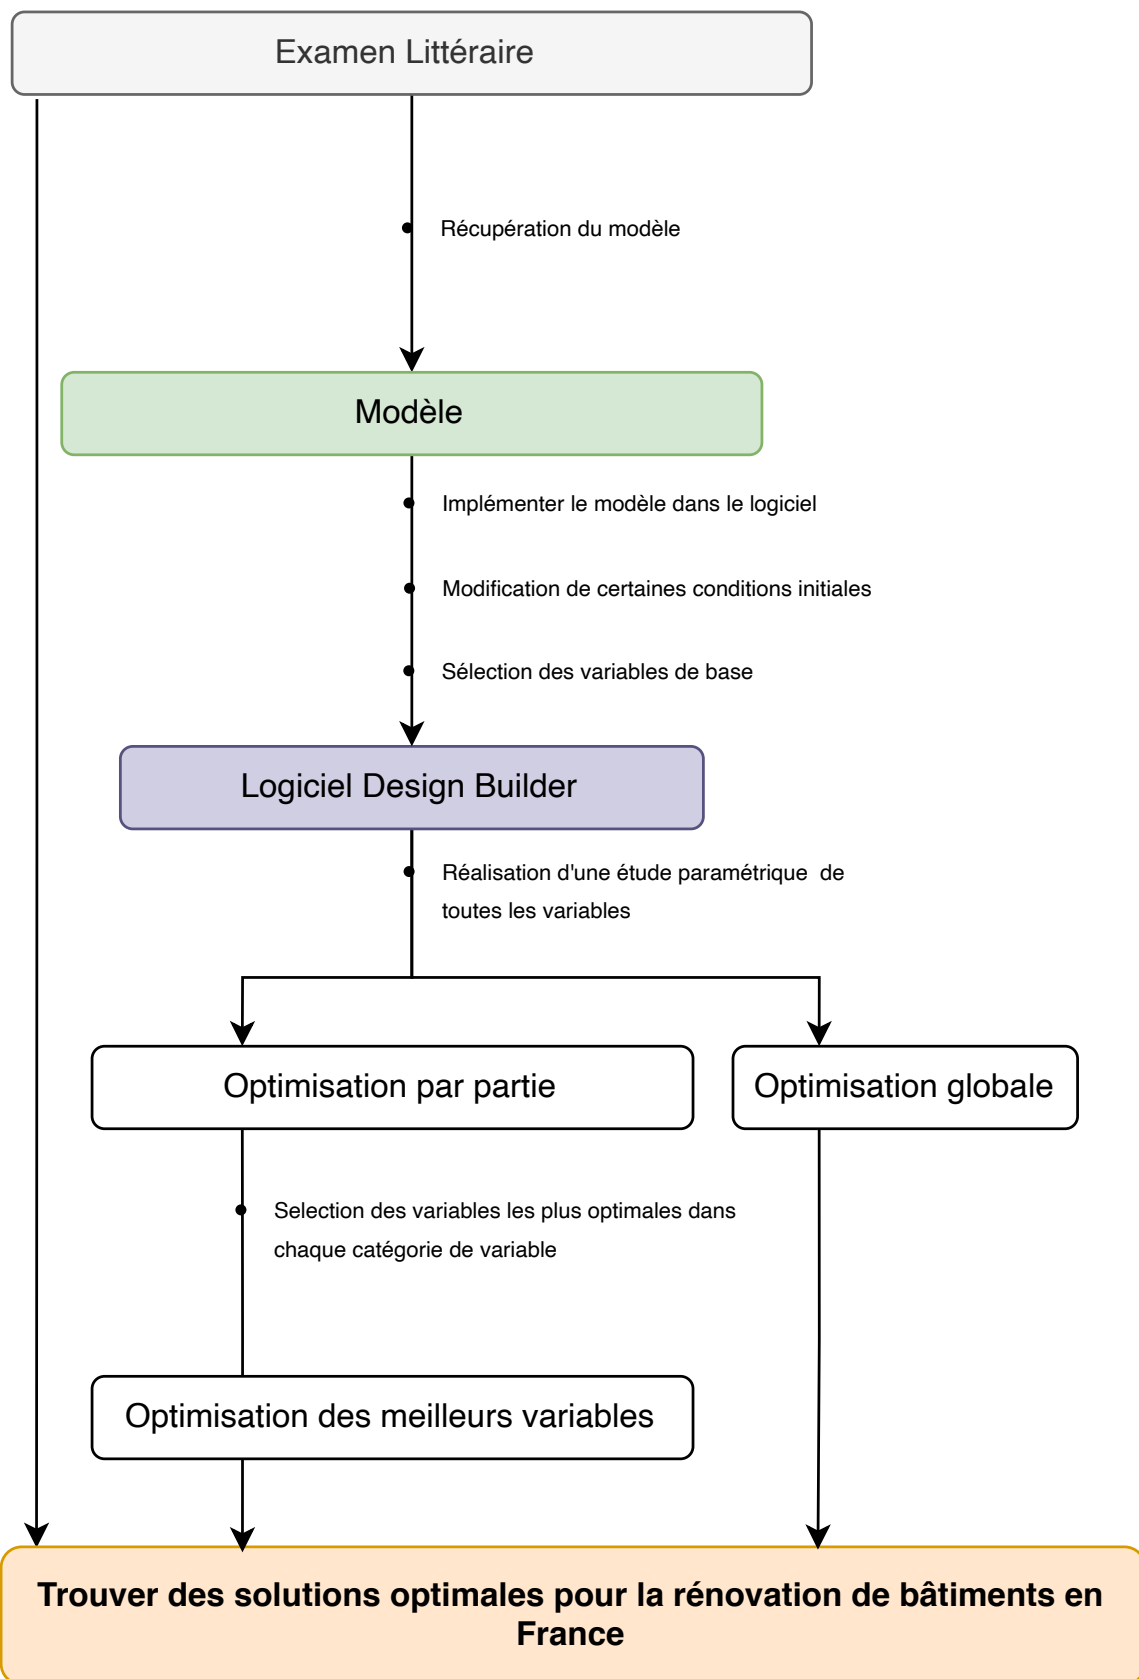 Examen Littéraire
Récupération du modèle
Modèle
Implémenter le modèle dans le logiciel
Modification de certaines conditions initiales
Sélection des variables de base
Logiciel Design Builder
Réalisation d'une étude paramétrique de
toutes les variables
Optimisation par partie
Optimisation globale
Selection des variables les plus optimales dans
chaque catégorie de variable
Optimisation des meilleurs variables
Trouver des solutions optimales pour la rénovation de bâtiments en
France